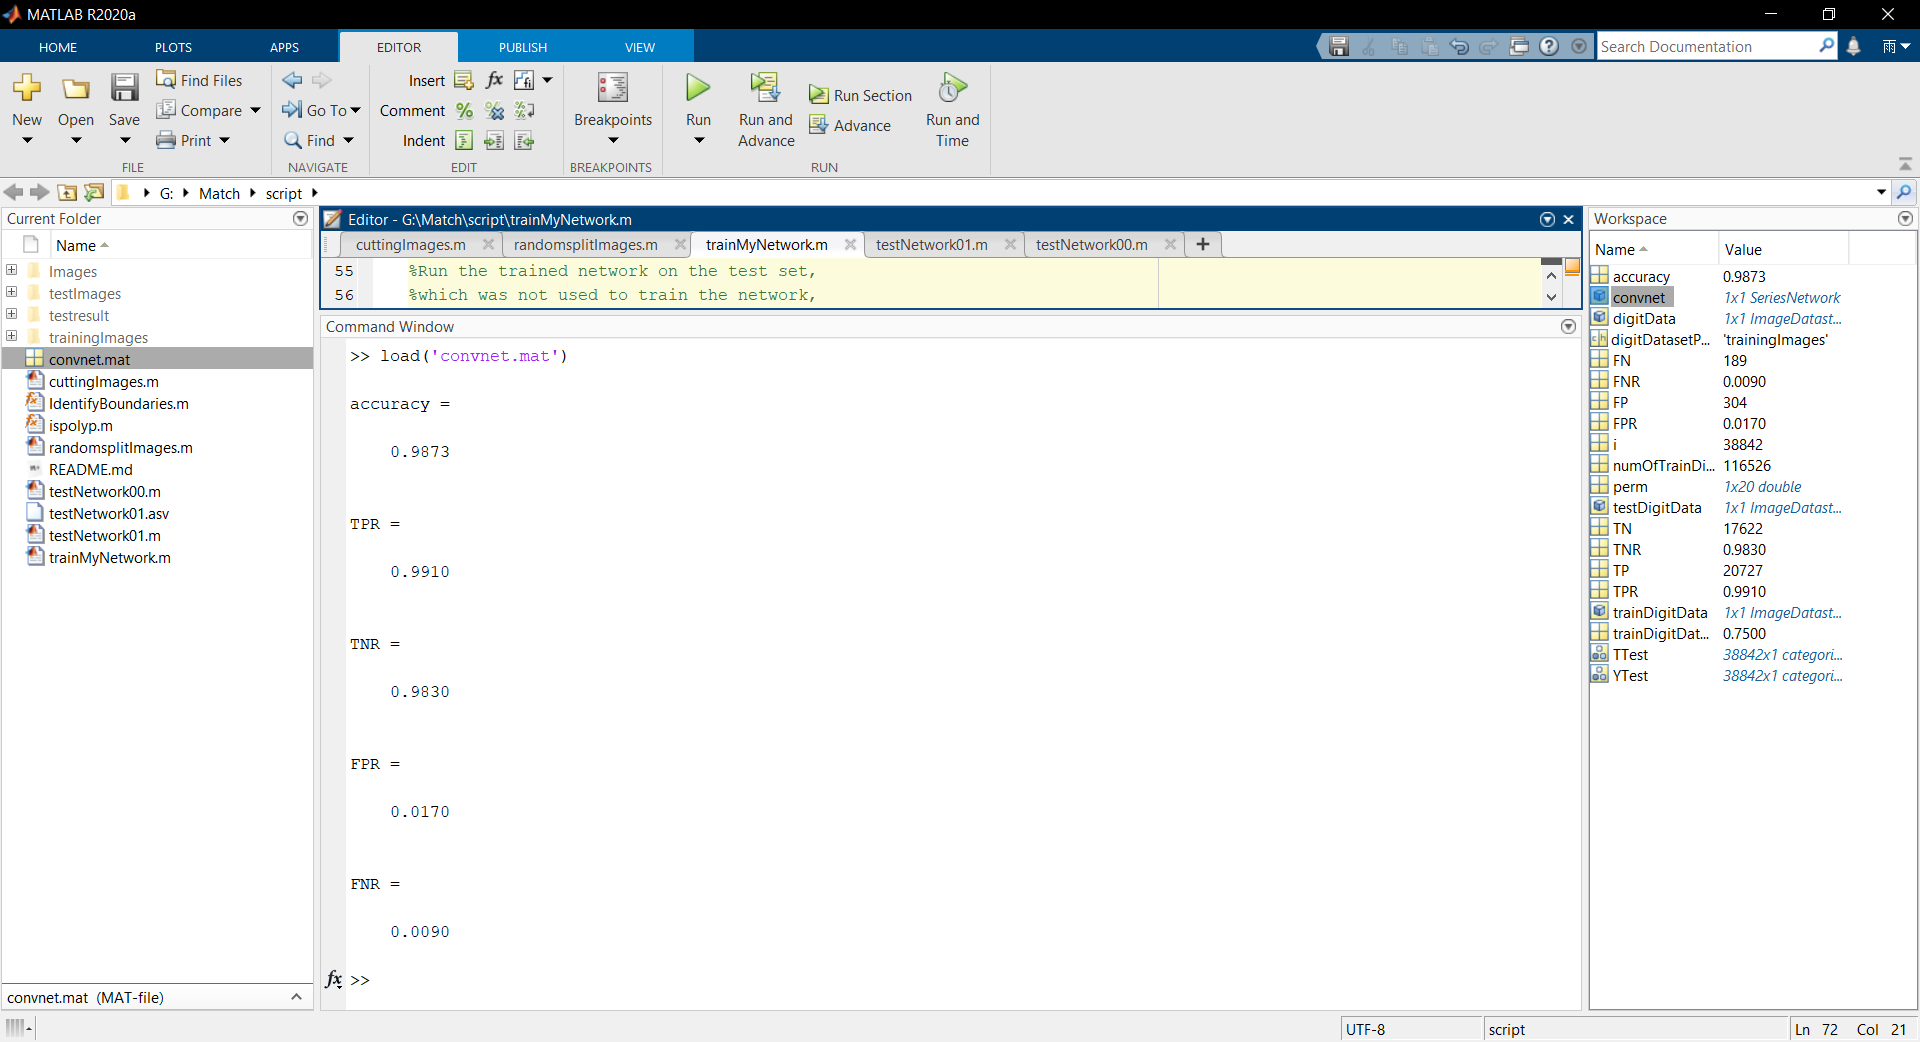 MATLAB R2020a
HOME PLOTS APPS EDITOR PUBLISH VIEW
Search Documentation
雨
New
Open
Save
Find Files
Compare
Print
FILE
Go To
Find
NAVIGATE
Insert
Comment
Indent
EDIT
Breakpoints
BREAKPOINTS
Run
Run and Advance
Run Section
Advance
Run and Time
RUN
G: Match script
Current Folder
Name
Images
testImages
testresult
trainingImages
convnet.mat
cuttingImages.m
IdentifyBoundaries.m
ispolyp.m
randomsplitImages.m
README.md
testNetwork00.m
testNetwork01.asv
testNetwork01.m
trainMyNetwork.m
convnet.mat (MAT-file)
Editor - G:\Match\script\trainMyNetwork.m
cuttingImages.m randomsplitImages.m trainMyNetwork.m testNetwork01.m testNetwork00.m
55 %Run the trained network on the test set,
56 %which was not used to train the network,
Command Window
>> load('convnet.mat')
accuracy =
0.9873
TPR =
0.9910
TNR =
0.9830
FPR =
0.0170
FNR =
0.0090
fx >>
Workspace
Name Value
accuracy 0.9873
convnet 1x1 SeriesNetwork
digitData 1x1 ImageDatast...
digitDatasetP... 'trainingImages'
FN 189
FNR 0.0090
FP 304
FPR 0.0170
i 38842
numOfTrainDi... 116526
perm 1x20 double
testDigitData 1x1 ImageDatast...
TN 17622
TNR 0.9830
TP 20727
TPR 0.9910
trainDigitData 1x1 ImageDatast...
trainDigitDat... 0.7500
TTest 38842x1 categori...
YTest 38842x1 categori...
UTF-8 script Ln 72 Col 21